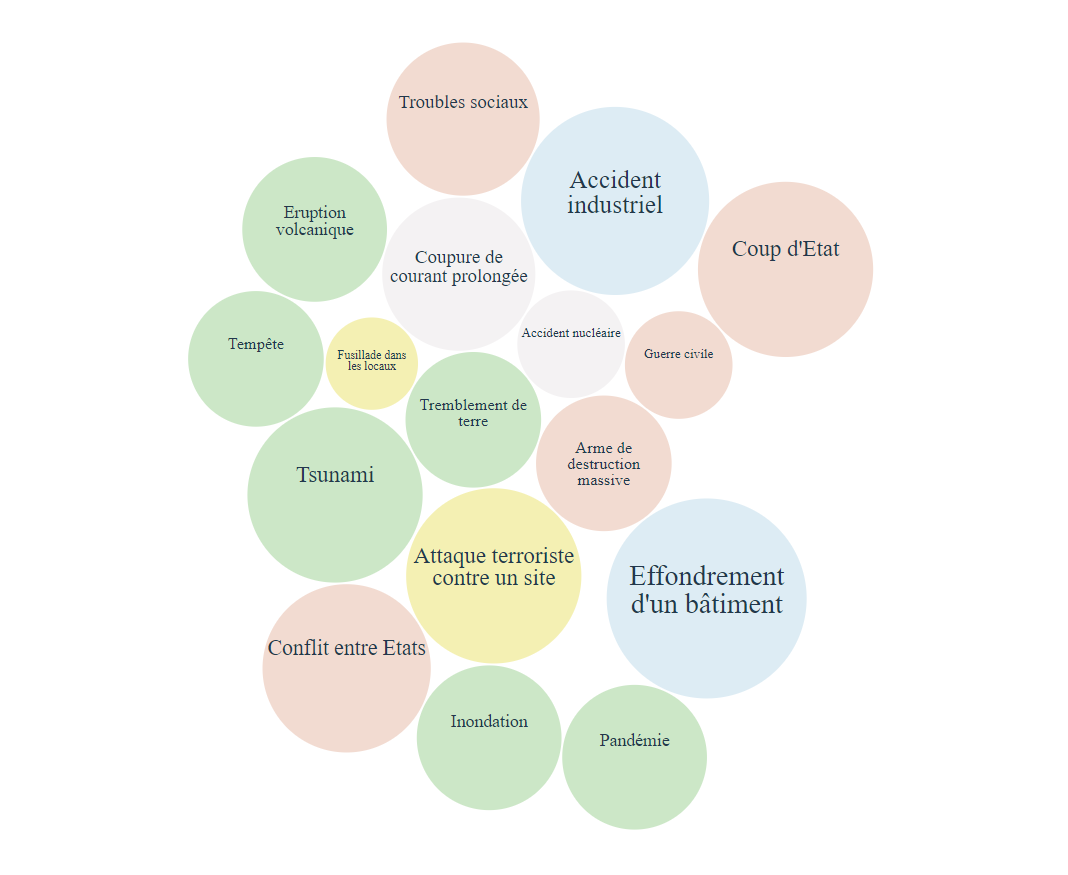 Troubles sociaux
Accident
industriel
Eruption
volcanique
Coup d'Etat
Coupure de
courant prolongée
Accident nucléaire
Tempête
Fusillade dans
les locaux
Guerre civile
Tremblement de
terre
Arme de
destruction
massive
Tsunami
Attaque terroriste
contre un site
Effondrement
d'un bâtiment
Conflit entre Etats
Inondation
Pandémie